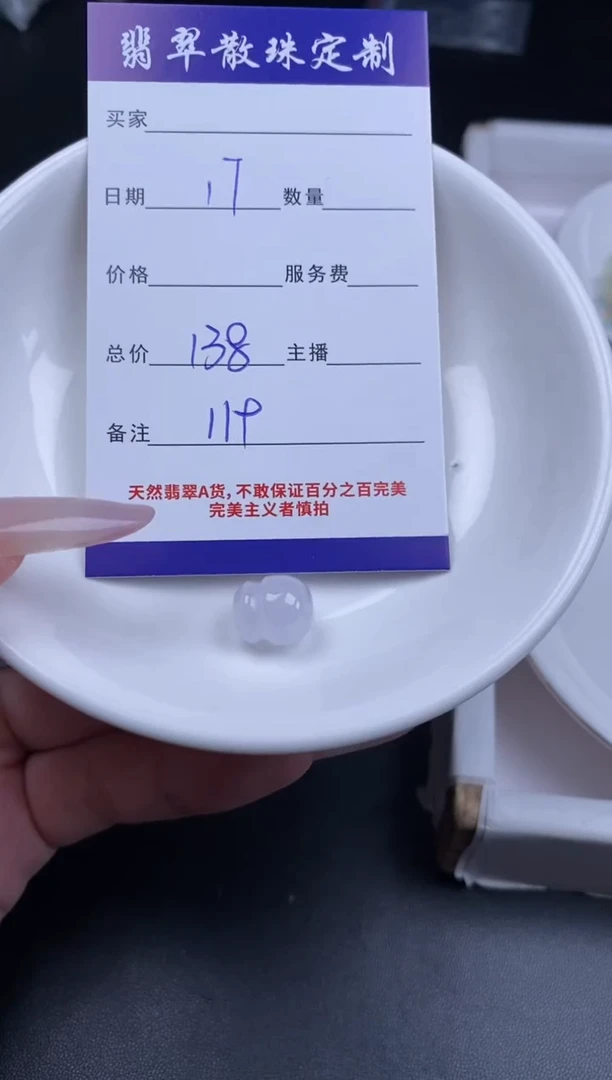 翡翠散珠定制
买家
日期 17 数量
价格 服务费
总价 138 主播
备注 119
天然翡翠A货,不敢保证百分之百完美
完美主义者慎拍